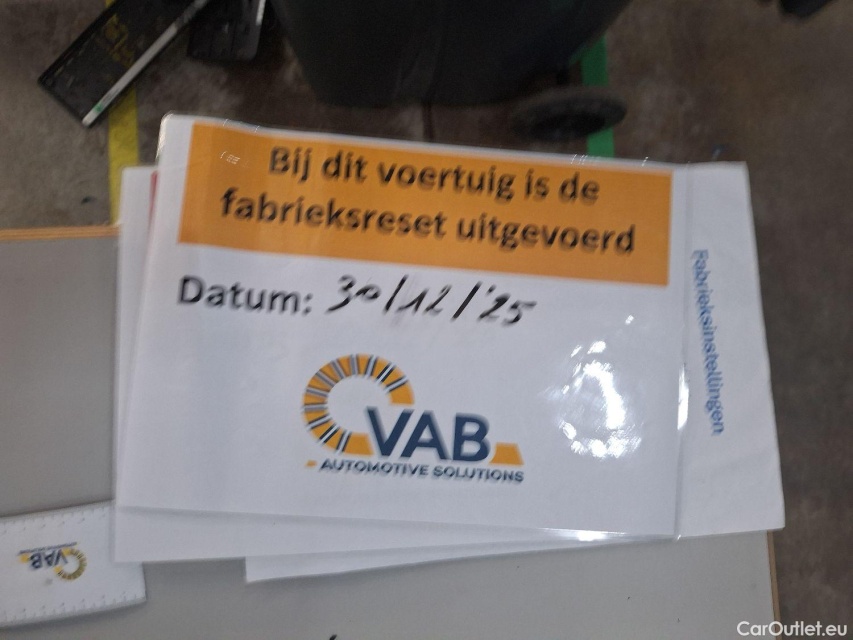 Bij dit voertuig is de
fabrieksreset uitgevoerd
Datum: 30/12/'25
VAB
AUTOMOTIVE SOLUTIONS
Fabrieksinstellingen
VAB
CarOutlet.eu